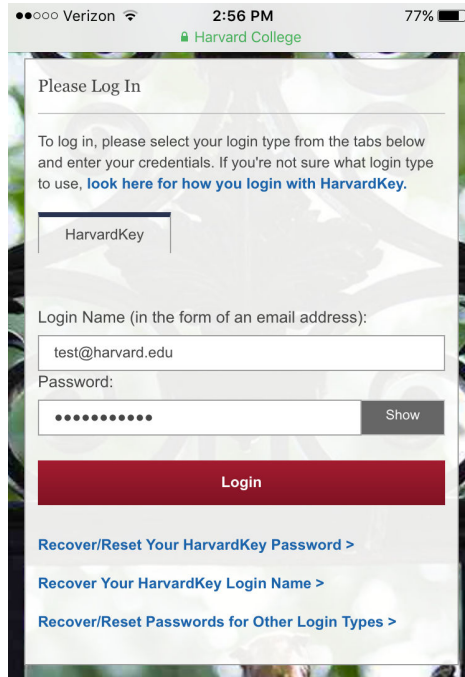 Verizon 2:56 PM 77%
Harvard College
Please Log In
To log in, please select your login type from the tabs below
and enter your credentials. If you're not sure what login type
to use, look here for how you login with HarvardKey.
HarvardKey
Login Name (in the form of an email address):
test@harvard.edu
Password:
••••••••••• Show
Login
Recover/Reset Your HarvardKey Password >
Recover Your HarvardKey Login Name >
Recover/Reset Passwords for Other Login Types >